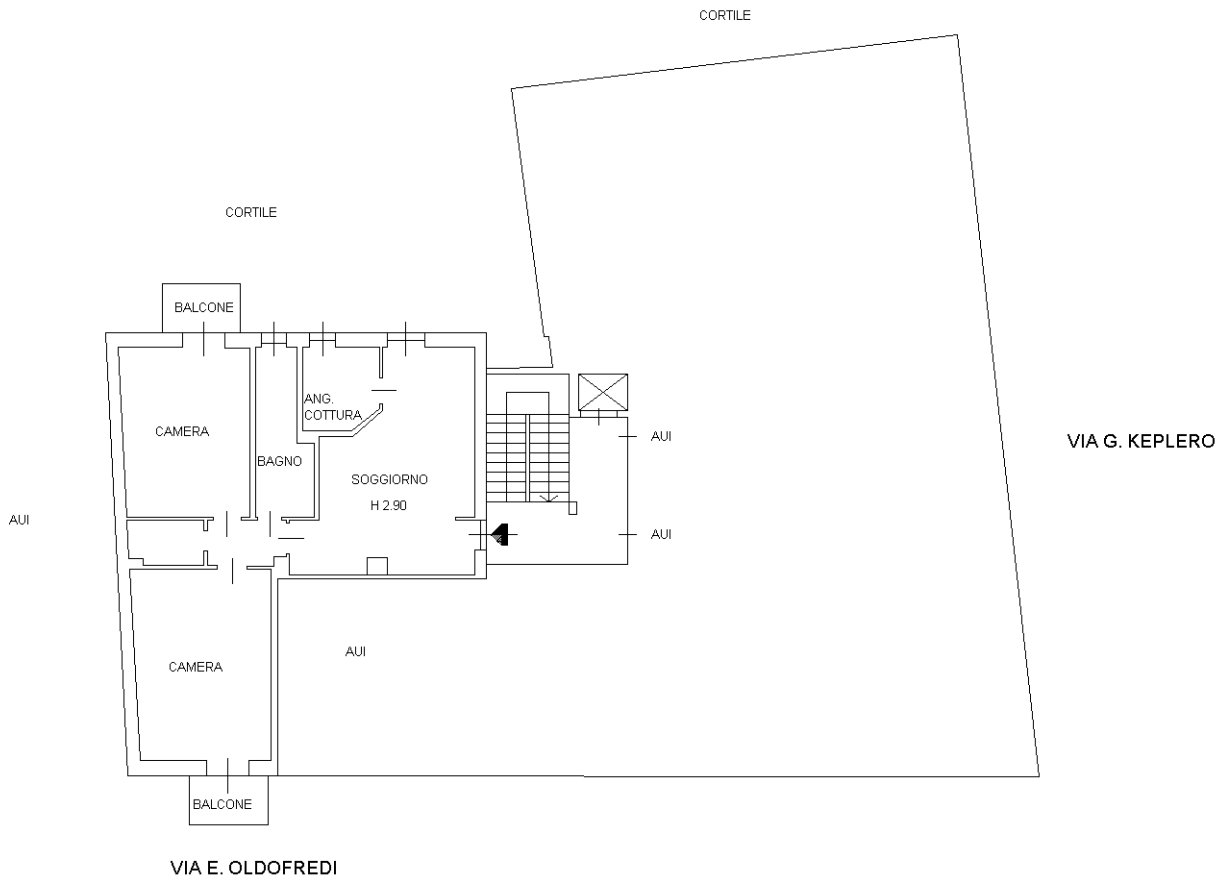 CORTILE
CORTILE
BALCONE
ANG.
COTTURA
CAMERA
BAGNO
SOGGIORNO
H 2.90
AUI
VIA G. KEPLERO
AUI
AUI
AUI
CAMERA
BALCONE
VIA E. OLDOFREDI